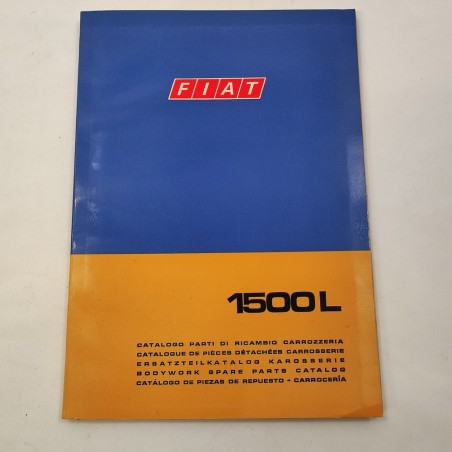 FIAT
1500L
CATALOGO PARTI DI RICAMBIO CARROZZERIA
CATALOGUE DE PIÈCES DÉTACHÉES CARROSSERIE
ERSATZTEILKATALOG KAROSSERIE
BODYWORK SPARE PARTS CATALOG
CATÁLOGO DE PIEZAS DE REPUESTO - CARROCERÍA